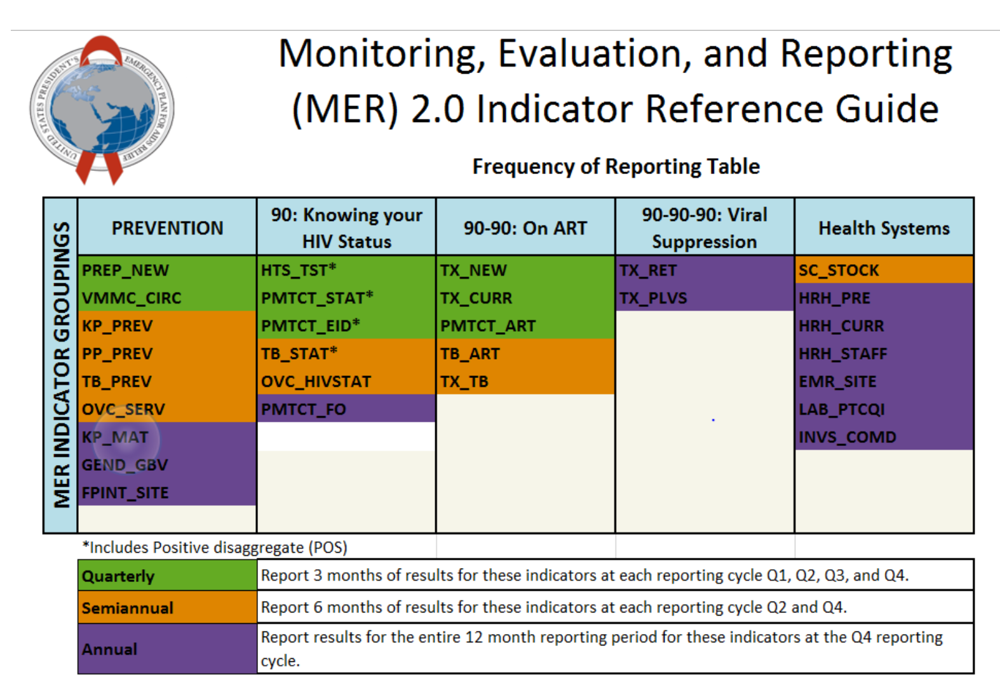 UNITED STATES PRESIDENT'S EMERGENCY PLAN FOR AIDS RELIEF
Monitoring, Evaluation, and Reporting
(MER) 2.0 Indicator Reference Guide
Frequency of Reporting Table
MER INDICATOR GROUPINGS
PREVENTION
PREP_NEW
VMMC_CIRC
KP_PREV
PP_PREV
TB_PREV
OVC_SERV
KP_MAT
GEND_GBV
FPINT_SITE
90: Knowing your
HIV Status
HTS_TST*
PMTCT_STAT*
PMTCT_EID*
TB_STAT*
OVC_HIVSTAT
PMTCT_FO
90-90: On ART
TX_NEW
TX_CURR
PMTCT_ART
TB_ART
TX_TB
90-90-90: Viral
Suppression
TX_RET
TX_PLVS
Health Systems
SC_STOCK
HRH_PRE
HRH_CURR
HRH_STAFF
EMR_SITE
LAB_PTCQI
INVS_COMD
*Includes Positive disaggregate (POS)
Quarterly
Report 3 months of results for these indicators at each reporting cycle Q1, Q2, Q3, and Q4.
Semiannual
Report 6 months of results for these indicators at each reporting cycle Q2 and Q4.
Annual
Report results for the entire 12 month reporting period for these indicators at the Q4 reporting
cycle.